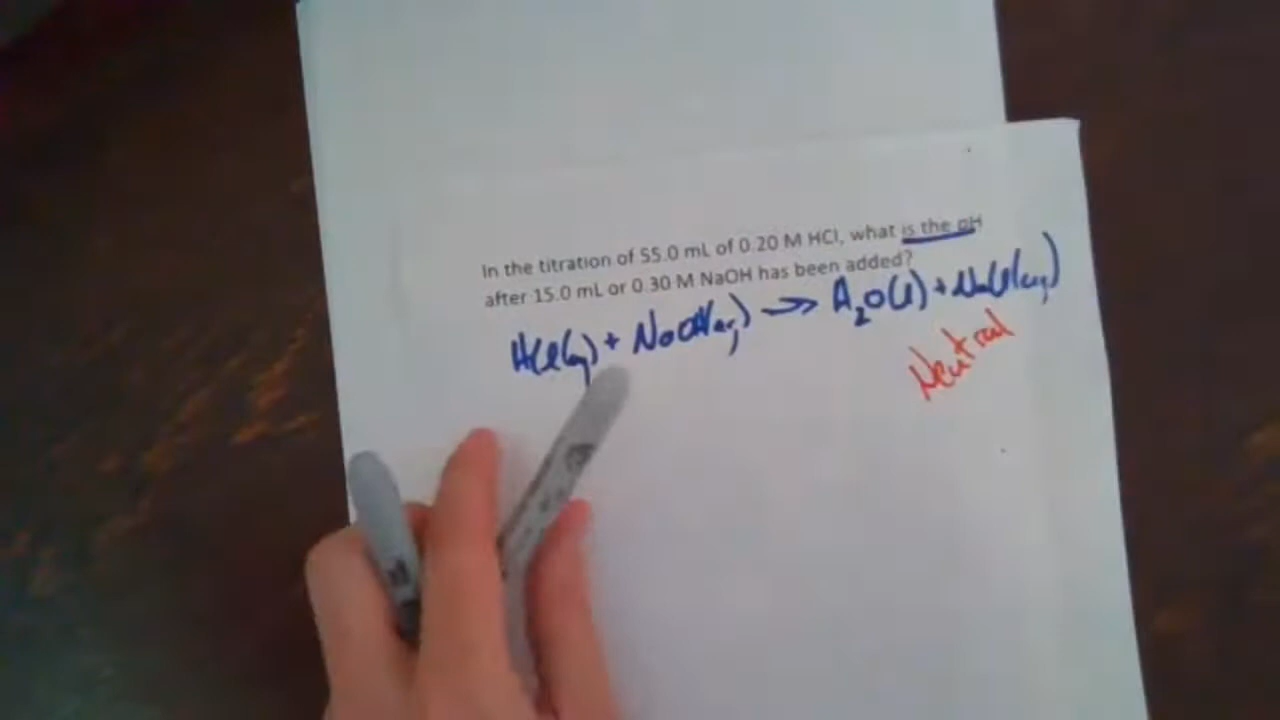 In the titration of 55.0 mL of 0.20 M HCl, what is the pH
after 15.0 mL or 0.30 M NaOH has been added?
HCl(aq) + NaOH(aq) → H₂O(l) + NaCl(aq)
Neutral